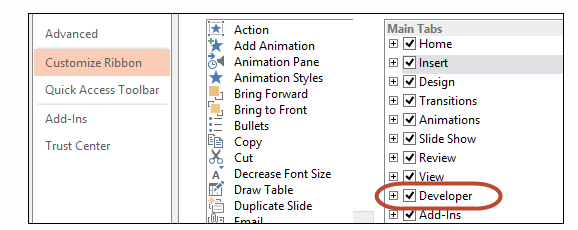 Advanced
Customize Ribbon
Quick Access Toolbar
Add-Ins
Trust Center
Action
Add Animation
Animation Pane
Animation Styles
Bring Forward
Bring to Front
Bullets
Copy
Cut
Decrease Font Size
Draw Table
Duplicate Slide
Email
Main Tabs
Home
Insert
Design
Transitions
Animations
Slide Show
Review
View
Developer
Add-Ins